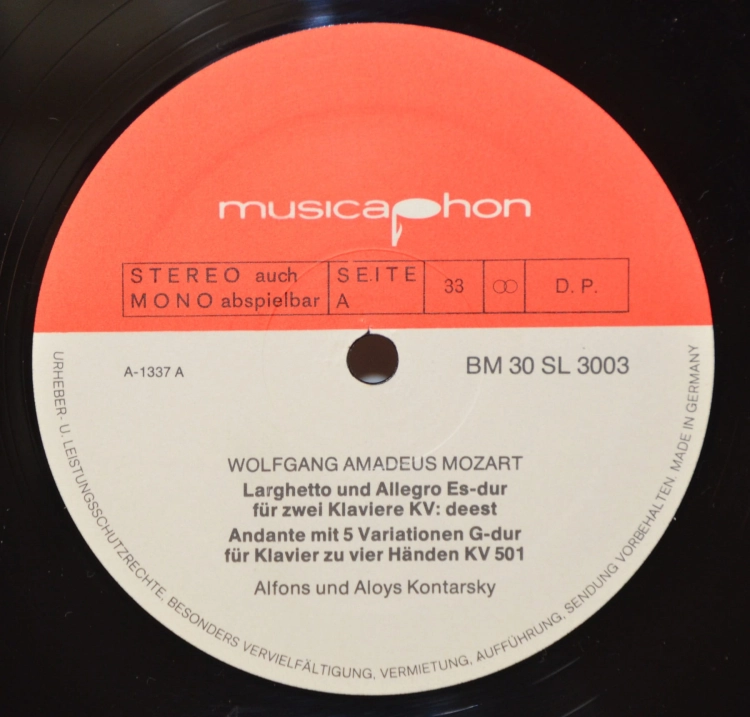 musicaphon
STEREO auch
MONO abspielbar
SEITE
A
33
D. P.
A-1337 A
BM 30 SL 3003
WOLFGANG AMADEUS MOZART
Larghetto und Allegro Es-dur
für zwei Klaviere KV: deest
Andante mit 5 Variationen G-dur
für Klavier zu vier Händen KV 501
Alfons und Aloys Kontarsky
URHEBER- U. LEISTUNGSSCHUTZRECHTE, BESONDERS VERVIELFÄLTIGUNG, VERMIETUNG, AUFFÜHRUNG, SENDUNG VORBEHALTEN. MADE IN GERMANY